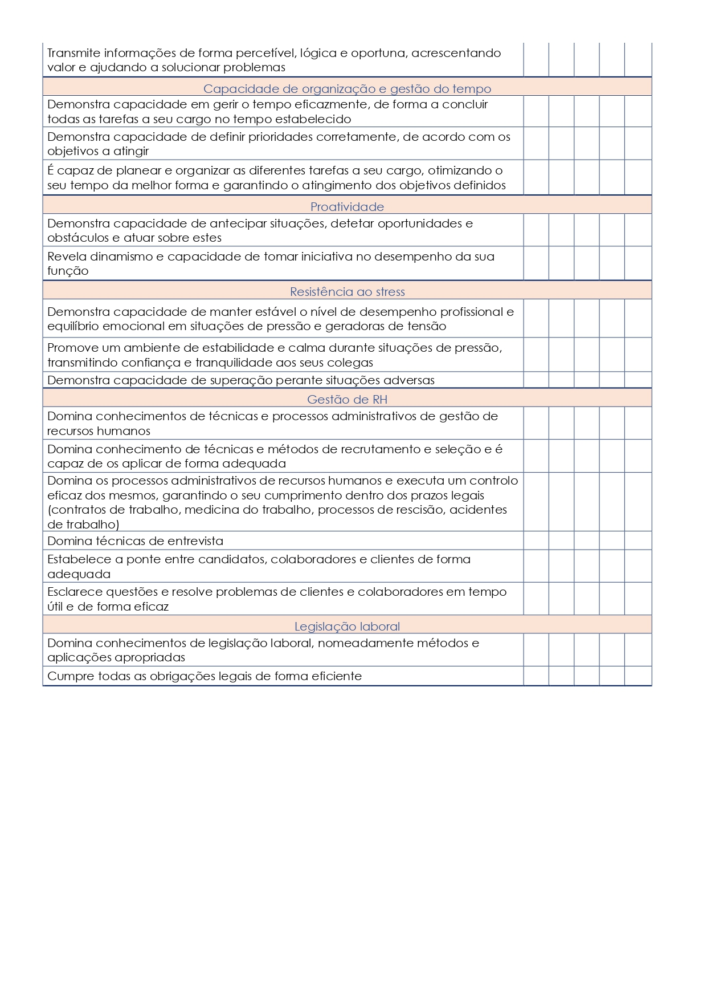 Transmite informações de forma percetível, lógica e oportuna, acrescentando
valor e ajudando a solucionar problemas
Capacidade de organização e gestão do tempo
Demonstra capacidade em gerir o tempo eficazmente, de forma a concluir
todas as tarefas a seu cargo no tempo estabelecido
Demonstra capacidade de definir prioridades corretamente, de acordo com os
objetivos a atingir
É capaz de planear e organizar as diferentes tarefas a seu cargo, otimizando o
seu tempo da melhor forma e garantindo o atingimento dos objetivos definidos
Proatividade
Demonstra capacidade de antecipar situações, detetar oportunidades e
obstáculos e atuar sobre estes
Revela dinamismo e capacidade de tomar iniciativa no desempenho da sua
função
Resistência ao stress
Demonstra capacidade de manter estável o nível de desempenho profissional e
equilíbrio emocional em situações de pressão e geradoras de tensão
Promove um ambiente de estabilidade e calma durante situações de pressão,
transmitindo confiança e tranquilidade aos seus colegas
Demonstra capacidade de superação perante situações adversas
Gestão de RH
Domina conhecimentos de técnicas e processos administrativos de gestão de
recursos humanos
Domina conhecimento de técnicas e métodos de recrutamento e seleção e é
capaz de os aplicar de forma adequada
Domina os processos administrativos de recursos humanos e executa um controlo
eficaz dos mesmos, garantindo o seu cumprimento dentro dos prazos legais
(contratos de trabalho, medicina do trabalho, processos de rescisão, acidentes
de trabalho)
Domina técnicas de entrevista
Estabelece a ponte entre candidatos, colaboradores e clientes de forma
adequada
Esclarece questões e resolve problemas de clientes e colaboradores em tempo
útil e de forma eficaz
Legislação laboral
Domina conhecimentos de legislação laboral, nomeadamente métodos e
aplicações apropriadas
Cumpre todas as obrigações legais de forma eficiente